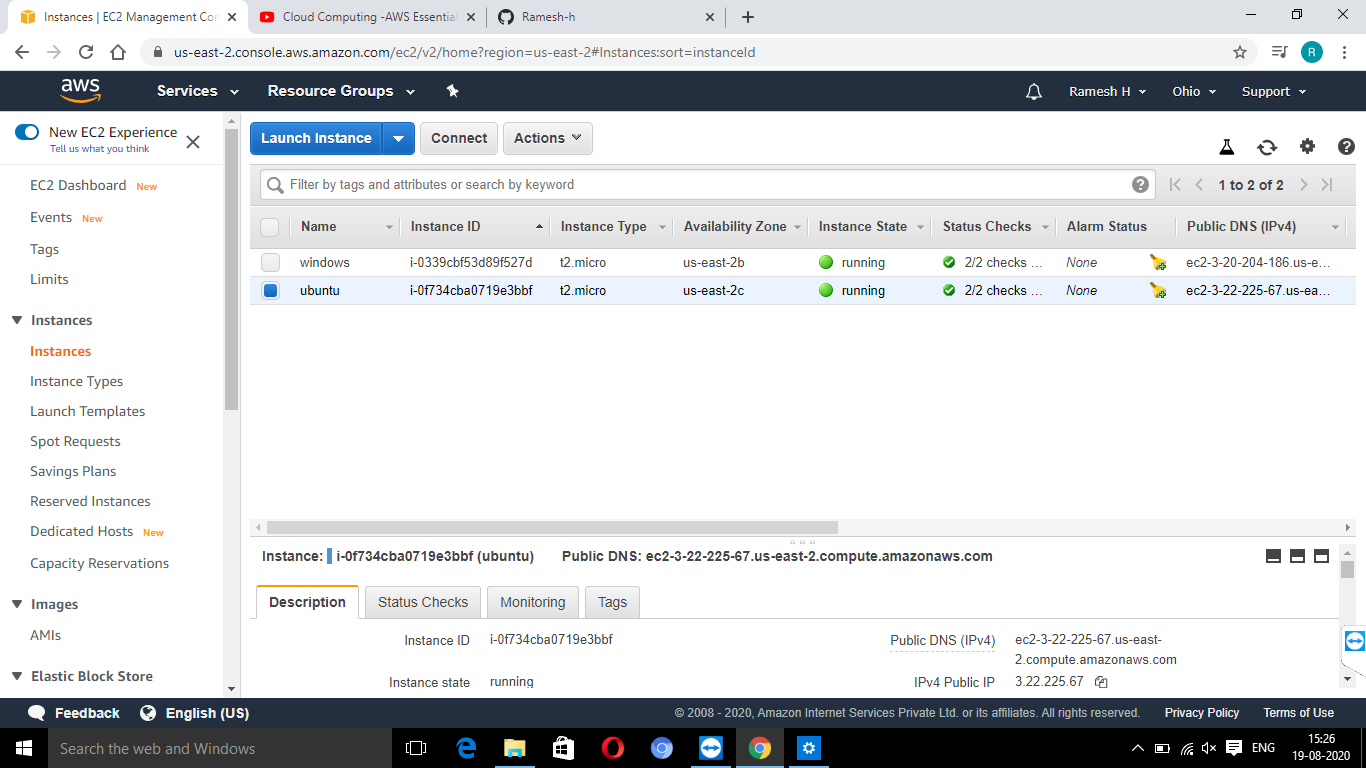 Instances | EC2 Management Con
Cloud Computing -AWS Essential
Ramesh-h
us-east-2.console.aws.amazon.com/ec2/v2/home?region=us-east-2#Instances:sort=instanceId
R
aws Services Resource Groups Ramesh H Ohio Support
New EC2 Experience
Tell us what you think
EC2 Dashboard New
Events New
Tags
Limits
Instances
Instances
Instance Types
Launch Templates
Spot Requests
Savings Plans
Reserved Instances
Dedicated Hosts New
Capacity Reservations
Images
AMIs
Elastic Block Store
Launch Instance Connect Actions
Filter by tags and attributes or search by keyword 1 to 2 of 2
Name Instance ID Instance Type Availability Zone Instance State Status Checks Alarm Status Public DNS (IPv4)
windows i-0339cbf53d89f527d t2.micro us-east-2b running 2/2 checks ... None ec2-3-20-204-186.us-e...
ubuntu i-0f734cba0719e3bbf t2.micro us-east-2c running 2/2 checks ... None ec2-3-22-225-67.us-ea...
Instance: i-0f734cba0719e3bbf (ubuntu) Public DNS: ec2-3-22-225-67.us-east-2.compute.amazonaws.com
Description Status Checks Monitoring Tags
Instance ID i-0f734cba0719e3bbf Public DNS (IPv4) ec2-3-22-225-67.us-east-
2.compute.amazonaws.com
Instance state running IPv4 Public IP 3.22.225.67
Feedback English (US) © 2008 - 2020, Amazon Internet Services Private Ltd. or its affiliates. All rights reserved. Privacy Policy Terms of Use
Search the web and Windows ENG 15:26
19-08-2020